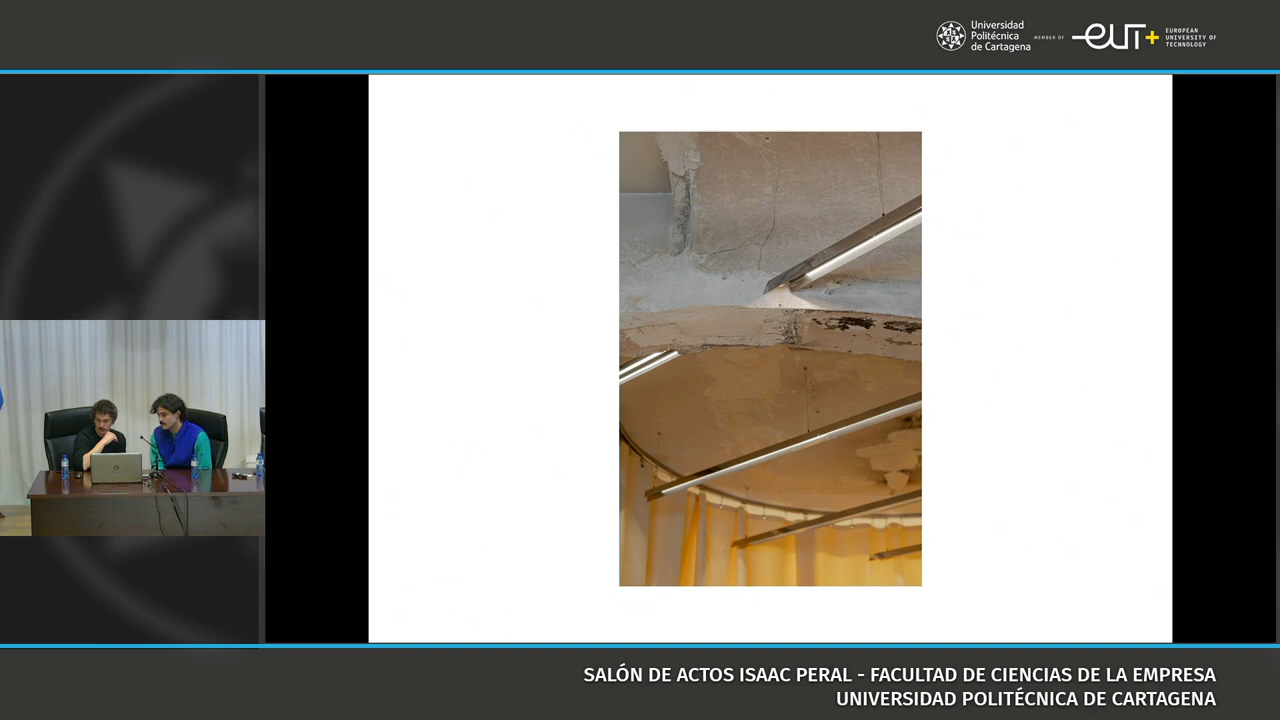 Universidad
Politécnica
de Cartagena
MEMBER OF
EUT+
EUROPEAN
UNIVERSITY OF
TECHNOLOGY
SALÓN DE ACTOS ISAAC PERAL - FACULTAD DE CIENCIAS DE LA EMPRESA
UNIVERSIDAD POLITÉCNICA DE CARTAGENA